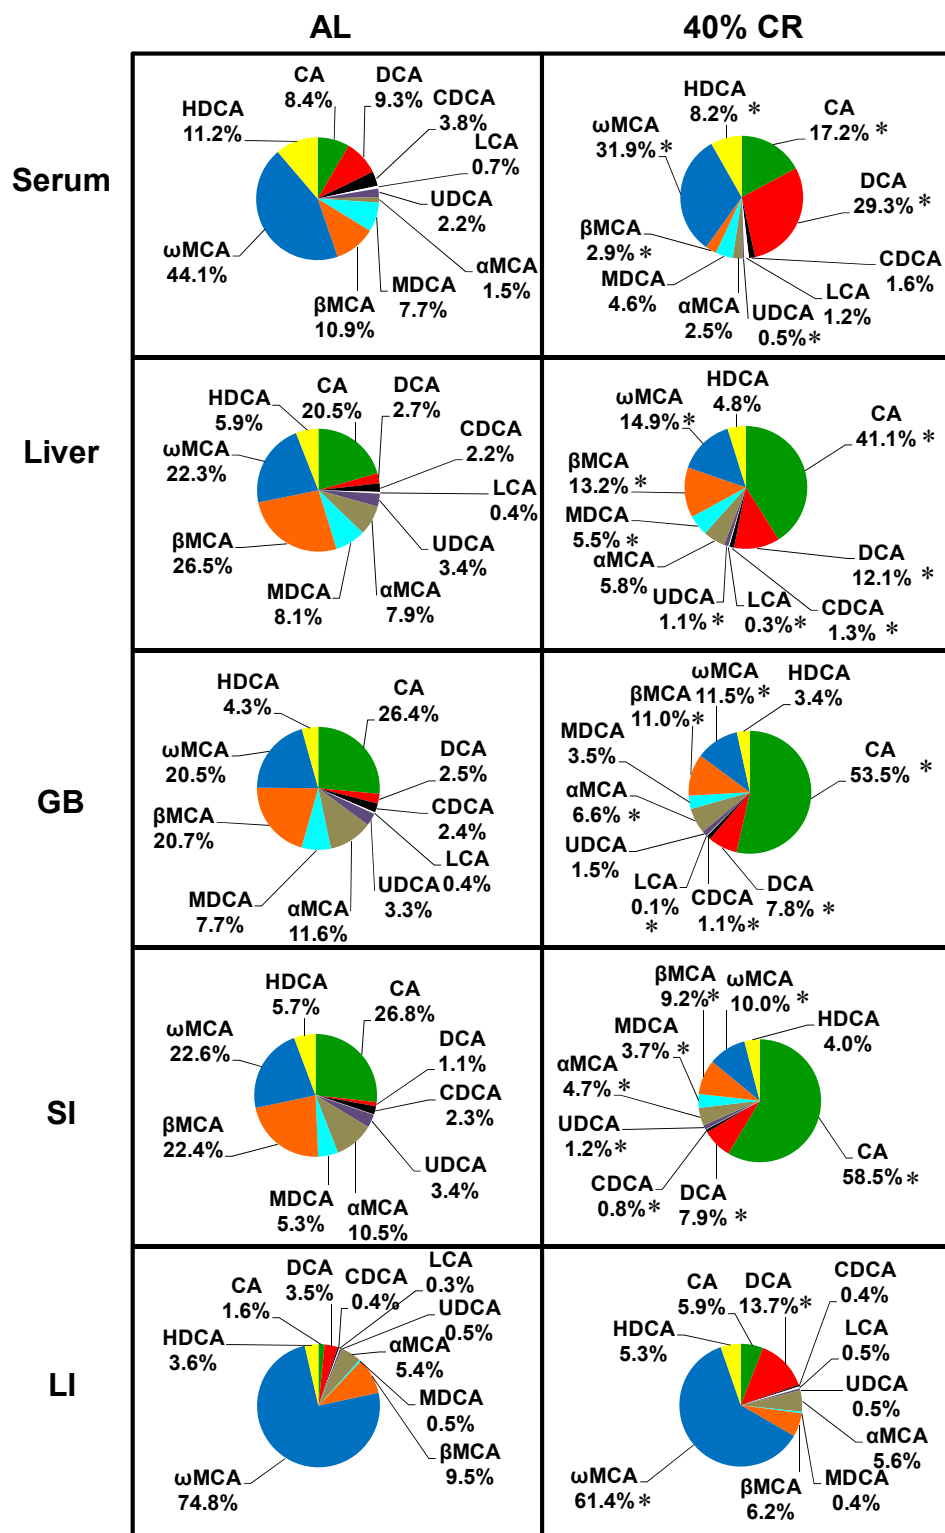 AL
40% CR
Serum
CA
8.4%
DCA
9.3%
CDCA
3.8%
LCA
0.7%
UDCA
2.2%
αMCA
1.5%
MDCA
7.7%
βMCA
10.9%
ωMCA
44.1%
HDCA
11.2%
HDCA
8.2% *
CA
17.2% *
DCA
29.3% *
CDCA
1.6%
LCA
1.2%
UDCA
0.5%*
αMCA
2.5%
MDCA
4.6%
βMCA
2.9% *
ωMCA
31.9% *
Liver
HDCA
5.9%
CA
20.5%
DCA
2.7%
CDCA
2.2%
LCA
0.4%
UDCA
3.4%
αMCA
7.9%
MDCA
8.1%
βMCA
26.5%
ωMCA
22.3%
HDCA
4.8%
CA
41.1% *
DCA
12.1% *
CDCA
1.3% *
LCA
0.3%*
UDCA
1.1% *
αMCA
5.8%
MDCA
5.5% *
βMCA
13.2% *
ωMCA
14.9%*
GB
HDCA
4.3%
CA
26.4%
DCA
2.5%
CDCA
2.4%
LCA
0.4%
UDCA
3.3%
αMCA
11.6%
MDCA
7.7%
βMCA
20.7%
ωMCA
20.5%
ωMCA
11.5%*
HDCA
3.4%
CA
53.5% *
DCA
7.8% *
CDCA
1.1%*
LCA
0.1%
*
UDCA
1.5%
αMCA
6.6% *
MDCA
3.5%
βMCA
11.0%*
SI
HDCA
5.7%
CA
26.8%
DCA
1.1%
CDCA
2.3%
UDCA
3.4%
αMCA
10.5%
MDCA
5.3%
βMCA
22.4%
ωMCA
22.6%
βMCA
9.2%*
ωMCA
10.0% *
HDCA
4.0%
CA
58.5% *
DCA
7.9% *
CDCA
0.8%*
UDCA
1.2%*
αMCA
4.7% *
MDCA
3.7% *
LI
CA
1.6%
DCA
3.5%
CDCA
0.4%
LCA
0.3%
UDCA
0.5%
αMCA
5.4%
MDCA
0.5%
βMCA
9.5%
ωMCA
74.8%
HDCA
3.6%
CA
5.9%
DCA
13.7%*
CDCA
0.4%
LCA
0.5%
UDCA
0.5%
αMCA
5.6%
MDCA
0.4%
βMCA
6.2%
ωMCA
61.4%*
HDCA
5.3%